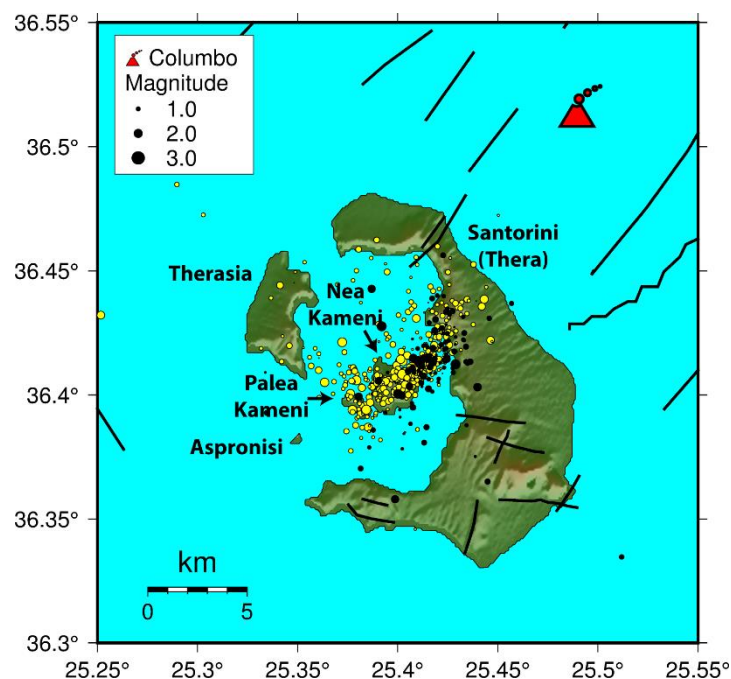 36.55°
Columbo
Magnitude
1.0
2.0
3.0
36.5°
Santorini
(Thera)
36.45°
Therasia
Nea
Kameni
36.4°
Palea
Kameni
Aspronisi
36.35°
km
0 5
36.3°
25.25 25.3° 25.35° 25.4° 25.45° 25.5° 25.55